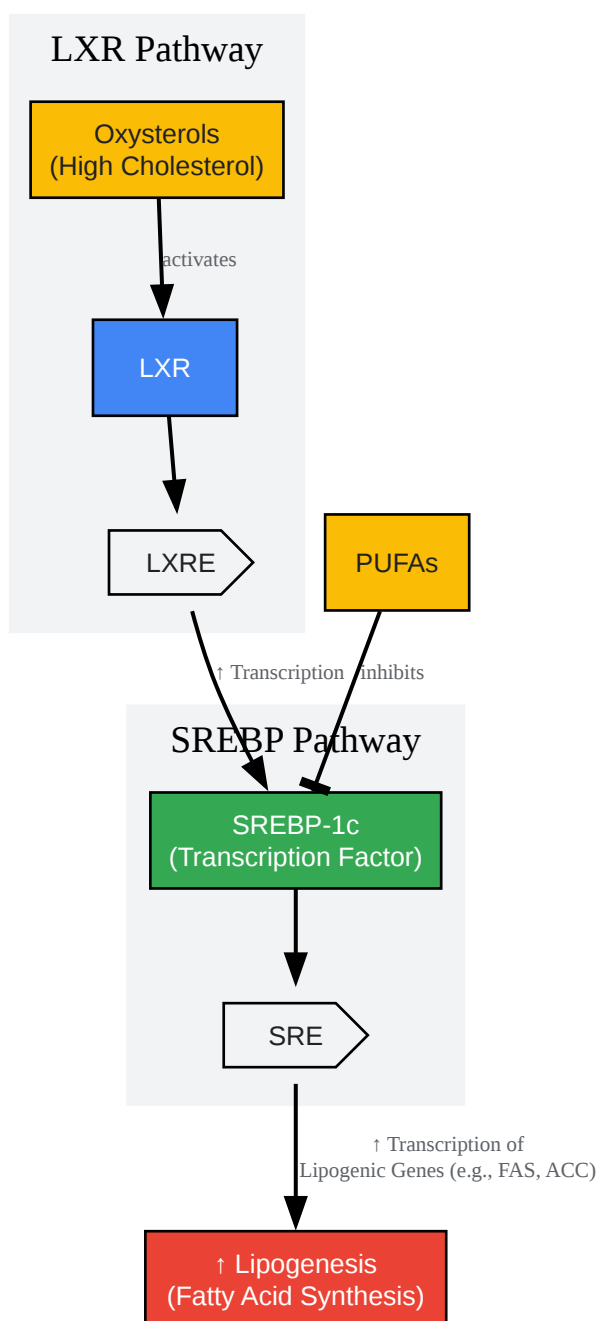 LXR Pathway
Oxysterols
(High Cholesterol)
activates
LXR
LXRE
PUFAs
↑ Transcription
inhibits
SREBP Pathway
SREBP-1c
(Transcription Factor)
SRE
↑ Transcription of
Lipogenic Genes (e.g., FAS, ACC)
↑ Lipogenesis
(Fatty Acid Synthesis)